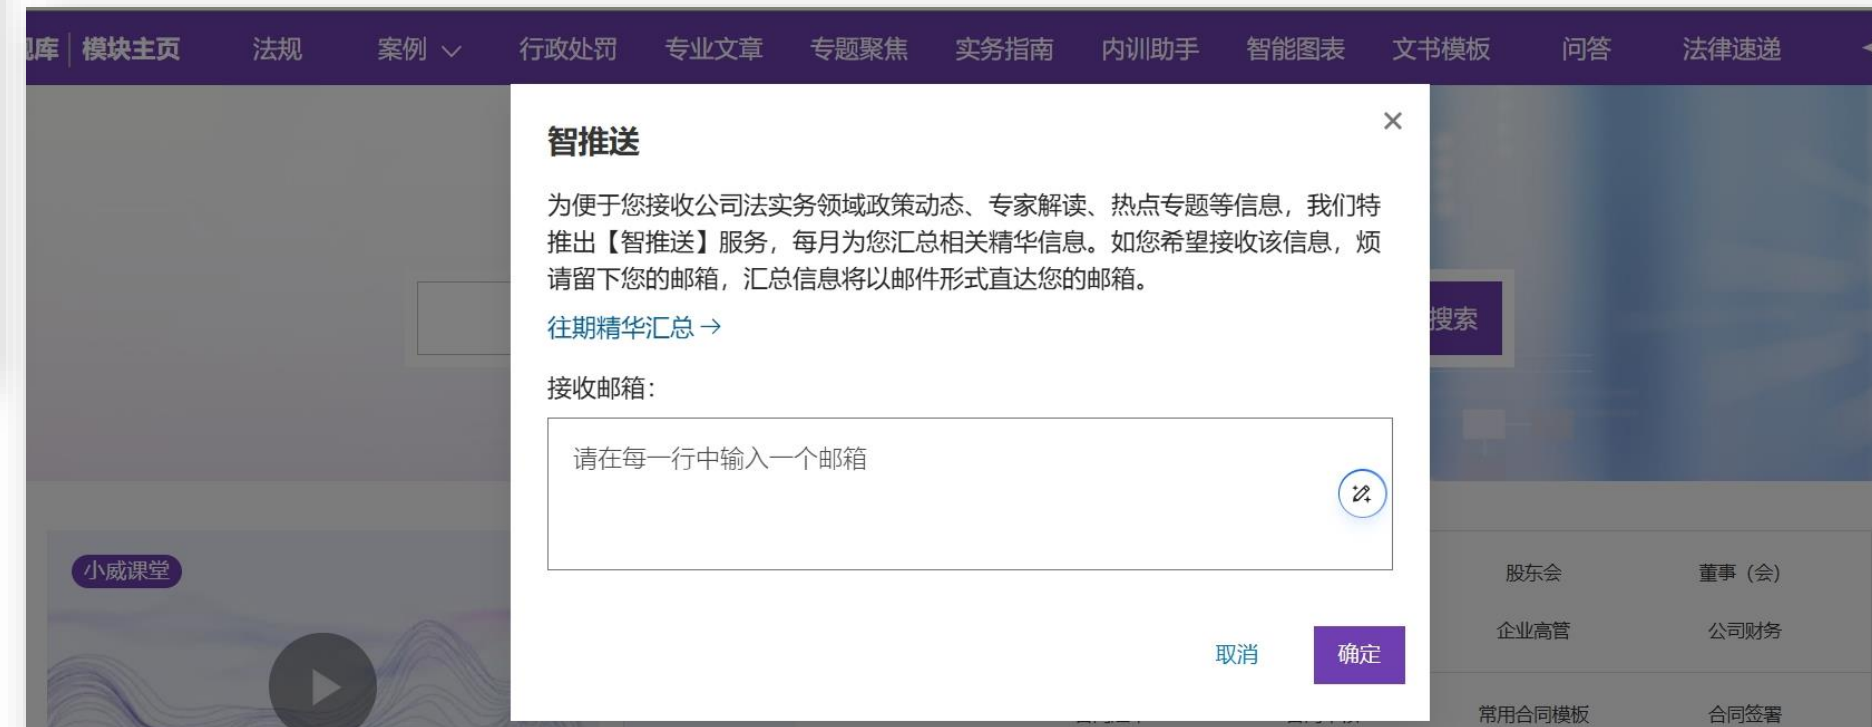 库 模块主页 法规 案例 行政处罚 专业文章 专题聚焦 实务指南 内训助手 智能图表 文书模板 问答 法律速递
智推送
为便于您接收公司法实务领域政策动态、专家解读、热点专题等信息，我们特
推出【智推送】服务，每月为您汇总相关精华信息。如您希望接收该信息，烦
请留下您的邮箱，汇总信息将以邮件形式直达您的邮箱。
往期精华汇总→
搜索
接收邮箱：
请在每一行中输入一个邮箱
小威课堂
股东会 董事（会）
企业高管 公司财务
取消 确定
常用合同模板 合同签署